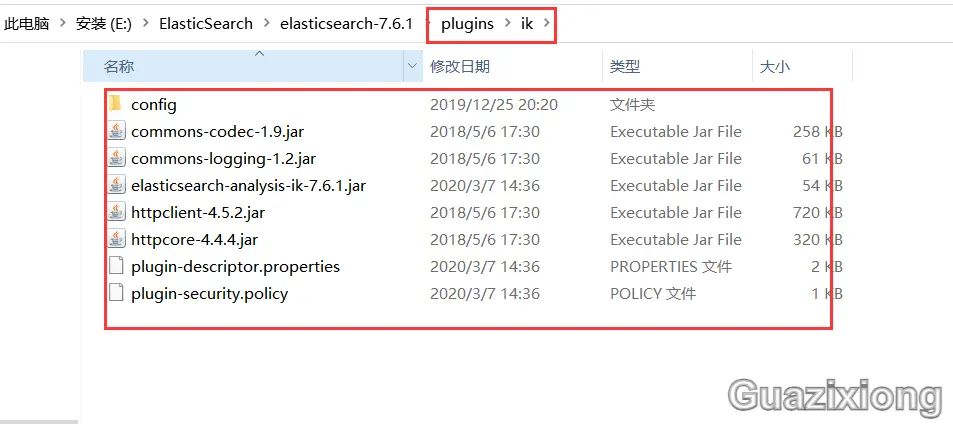 此电脑 > 安装 (E:) > ElasticSearch > elasticsearch-7.6.1 > plugins > ik >
名称 修改日期 类型 大小
config 2019/12/25 20:20 文件夹
commons-codec-1.9.jar 2018/5/6 17:30 Executable Jar File 258 KB
commons-logging-1.2.jar 2018/5/6 17:30 Executable Jar File 61 KB
elasticsearch-analysis-ik-7.6.1.jar 2020/3/7 14:36 Executable Jar File 54 KB
httpclient-4.5.2.jar 2018/5/6 17:30 Executable Jar File 720 KB
httpcore-4.4.4.jar 2018/5/6 17:30 Executable Jar File 320 KB
plugin-descriptor.properties 2020/3/7 14:36 PROPERTIES 文件 2 KB
plugin-security.policy 2020/3/7 14:36 POLICY 文件 1 KB
Guazixiong